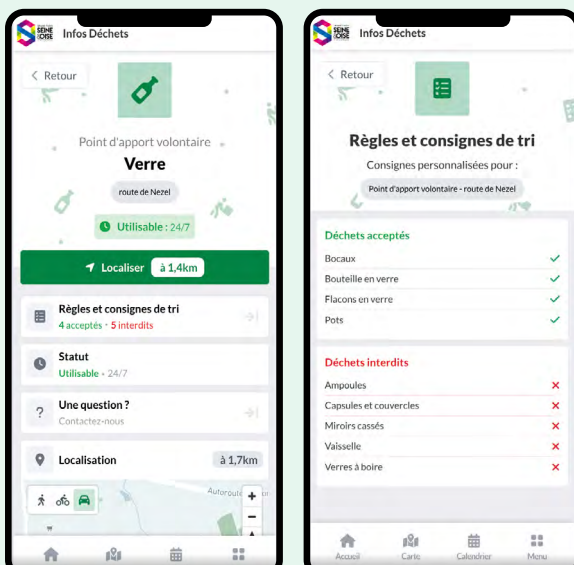 SEINE
&OISE
Infos Déchets
Retour
Point d'apport volontaire
Verre
route de Nezel
Utilisable : 24/7
Localiser à 1,4km
Règles et consignes de tri
4 acceptés • 5 interdits
Statut
Utilisable • 24/7
?
Une question ?
Contactez-nous
Localisation à 1,7km
Autoroute
+
−
SEINE
&OISE
Infos Déchets
Retour
Règles et consignes de tri
Consignes personnalisées pour :
Point d'apport volontaire - route de Nezel
Déchets acceptés
Bocaux
Bouteille en verre
Flacons en verre
Pots
Déchets interdits
Ampoules
Capsules et couvercles
Miroirs cassés
Vaisselle
Verres à boire
Accueil Carte Calendrier Menu